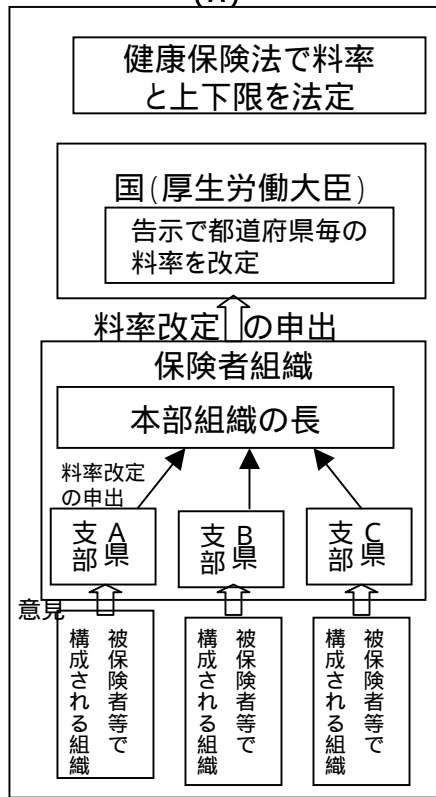 健康保険法で料率
と上下限を法定
国(厚生労働大臣)
告示で都道府県毎の
料率を改定
料率改定の申出
保険者組織
本部組織の長
料率改定
の申出
A県
支部
B県
支部
C県
支部
意見
被保険者等で
構成される組織
被保険者等で
構成される組織
被保険者等で
構成される組織